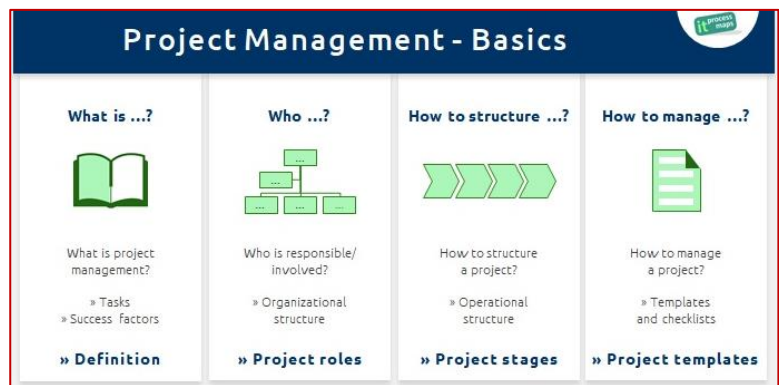 Project Management - Basics
it process
maps
What is ...?
What is project
management?
» Tasks
» Success factors
» Definition
Who ...?
...
...
... ... ...
Who is responsible/
involved?
» Organizational
structure
» Project roles
How to structure ...?
How to structure
a project?
» Operational
structure
» Project stages
How to manage ...?
How to manage
a project?
» Templates
and checklists
» Project templates